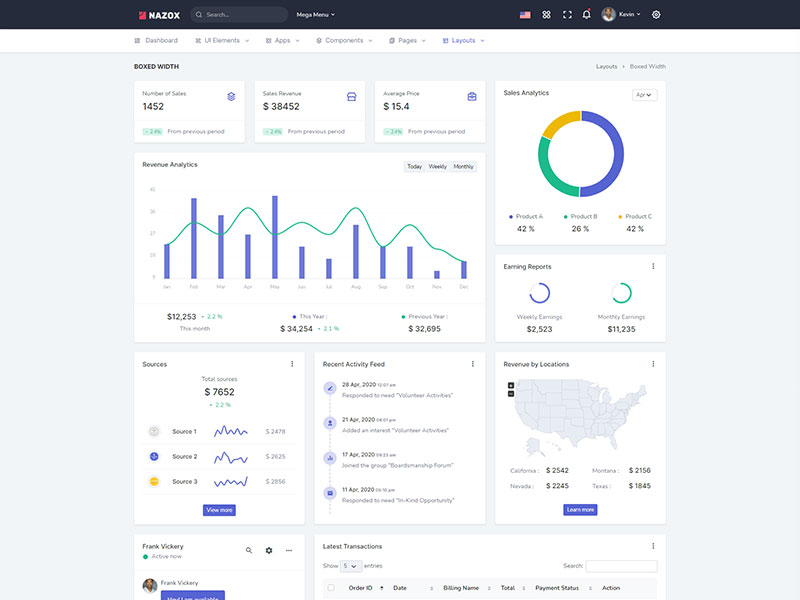 NAZOX Search... Mega Menu Kevin
Dashboard UI Elements Apps Components Pages Layouts
BOXED WIDTH Layouts Boxed Width
Number of Sales
1452
2.4% From previous period
Sales Revenue
$ 38452
2.4% From previous period
Average Price
$ 15.4
2.4% From previous period
Sales Analytics Apr
Product A Product B Product C
42 % 26 % 42 %
Revenue Analytics Today Weekly Monthly
45
36
27
18
9
Jan Feb Mar Apr May Jun Jul Aug Sep Oct Nov Dec
$12,253 2.2 %
This month
This Year :
$ 34,254 2.1 %
Previous Year :
$ 32,695
Earning Reports
Weekly Earnings Monthly Earnings
$2,523 $11,235
Sources
Total sources
$ 7652
+ 2.2 %
Source 1 $ 2478
Source 2 $ 2625
Source 3 $ 2856
View more
Recent Activity Feed
28 Apr, 2020 12:07 am
Responded to need "Volunteer Activities"
21 Apr, 2020 08:01 pm
Added an interest "Volunteer Activities"
17 Apr, 2020 09:23 am
Joined the group "Boardsmanship Forum"
11 Apr, 2020 05:10 pm
Responded to need "In-Kind Opportunity"
Revenue by Locations
+
−
California : $ 2542 Montana : $ 2156
Nevada : $ 2245 Texas : $ 1845
Learn more
Frank Vickery
Active now
Frank Vickery
Latest Transactions
Show 5 entries Search:
Order ID Date Billing Name Total Payment Status Action